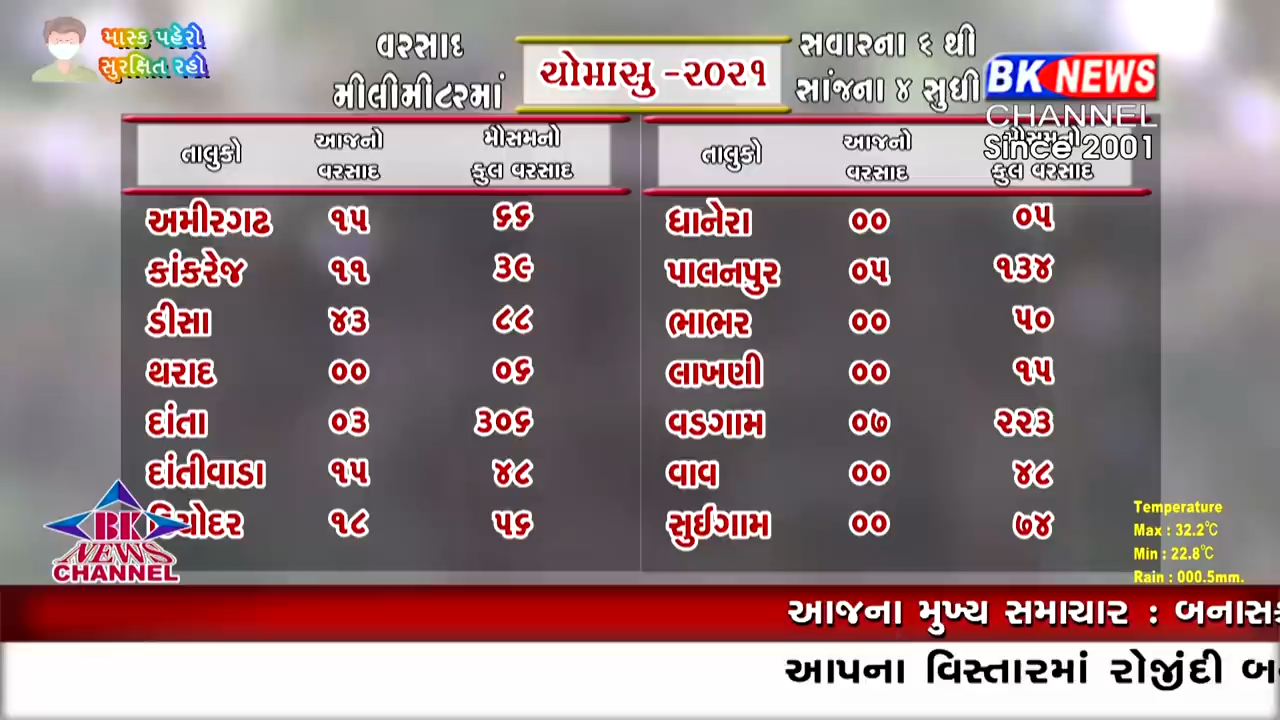 માસ્ક પહેરો
સુરક્ષિત રહો
વરસાદ
મીલીમીટરમાં
ચોમાસુ -૨૦૨૧
સવારના ૬ થી
સાંજના ૪ સુધી
BK NEWS
CHANNEL
Since 2001
તાલુકો આજનો વરસાદ મૌસમનો કુલ વરસાદ
તાલુકો આજનો વરસાદ કુલ વરસાદ
અમીરગઢ ૧૫ ૬૬ ધાનેરા ૦૦ ૦૫
કાંકરેજ ૧૧ ૩૯ પાલનપુર ૦૫ ૧૩૪
ડીસા ૪૩ ૮૮ ભાભર ૦૦ ૫૦
થરાદ ૦૦ ૦૬ લાખણી ૦૦ ૧૫
દાંતા ૦૩ ૩૦૬ વડગામ ૦૭ ૨૨૩
દાંતીવાડા ૧૫ ૪૮ વાવ ૦૦ ૪૮
૧૮ ૫૬ સુઈગામ ૦૦ ૭૪
BK
NEWS
CHANNEL
Temperature
Max : 32.2℃
Min : 22.8℃
Rain : 000.5mm.
આજના મુખ્ય સમાચાર :
આપના વિસ્તારમાં રોજીંદી